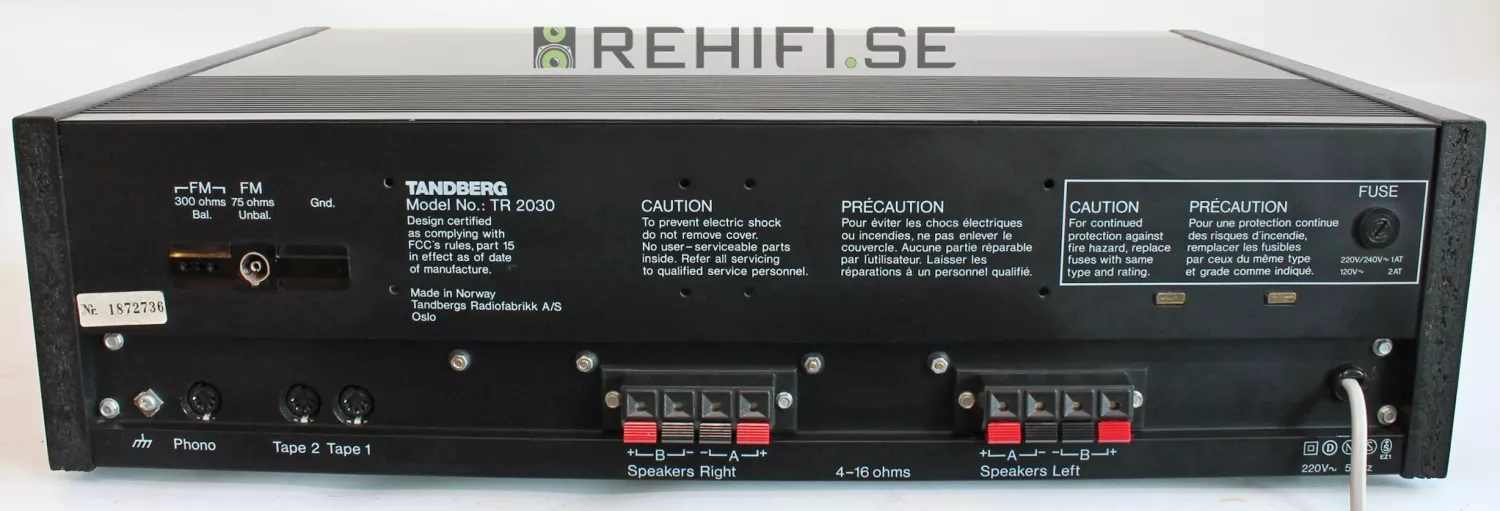 REHIFI.SE
FM FM
300 ohms 75 ohms Gnd.
Bal. Unbal.
TANDBERG
Model No.: TR 2030
Design certified
as complying with
FCC's rules, part 15
in effect as of date
of manufacture.
Made in Norway
Tandbergs Radiofabrikk A/S
Oslo
CAUTION
To prevent electric shock
do not remove cover.
No user-serviceable parts
inside. Refer all servicing
to qualified service personnel.
PRÉCAUTION
Pour éviter les chocs électriques
ou incendies, ne pas enlever le
couvercle. Aucune partie réparable
par l'utilisateur. Laisser les
réparations à un personnel qualifié.
CAUTION
For continued
protection against
fire hazard, replace
fuses with same
type and rating.
PRÉCAUTION
Pour une protection continue
des risques d'incendie,
remplacer les fusibles
par ceux du même type
et grade comme indiqué.
FUSE
220V/240V~1AT
120V~ 2AT
Nr. 1872736
Phono
Tape 2 Tape 1
+ B - - A +
Speakers Right
4-16 ohms
+ A - - B +
Speakers Left
D N S S
EZ1
220V~